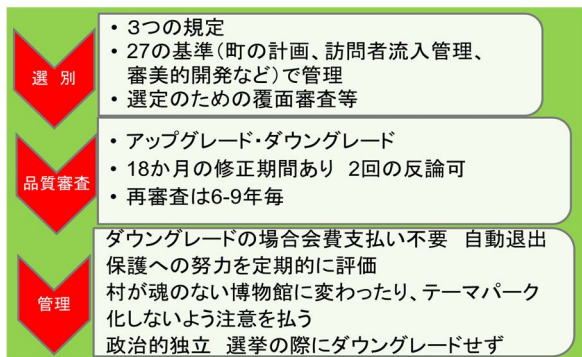 選 別
• 3つの規定
• 27の基準(町の計画、訪問者流入管理、
審美的開発など)で管理
• 選定のための覆面審査等
品質審査
• アップグレード・ダウングレード
• 18か月の修正期間あり 2回の反論可
• 再審査は6-9年毎
管理
ダウングレードの場合会費支払い不要 自動退出
保護への努力を定期的に評価
村が魂のない博物館に変わったり、テーマパーク
化しないよう注意を払う
政治的独立 選挙の際にダウングレードせず